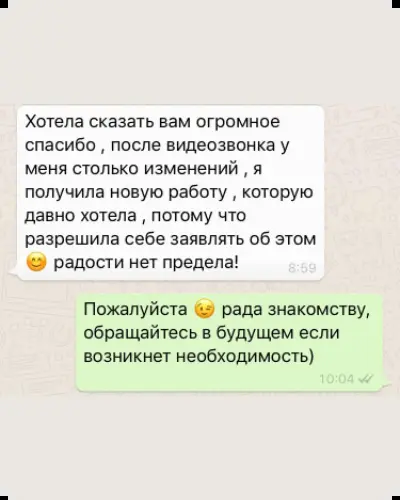 Хотела сказать вам огромное
спасибо , после видеозвонка у
меня столько изменений , я
получила новую работу , которую
давно хотела , потому что
разрешила себе заявлять об этом
😊 радости нет предела!
8:59
Пожалуйста 😉 рада знакомству,
обращайтесь в будущем если
возникнет необходимость)
10:04